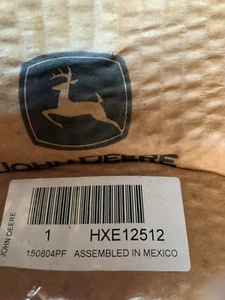 JOHN DEERE
JOHN DEERE
1 HXE12512
150804PF ASSEMBLED IN MEXICO